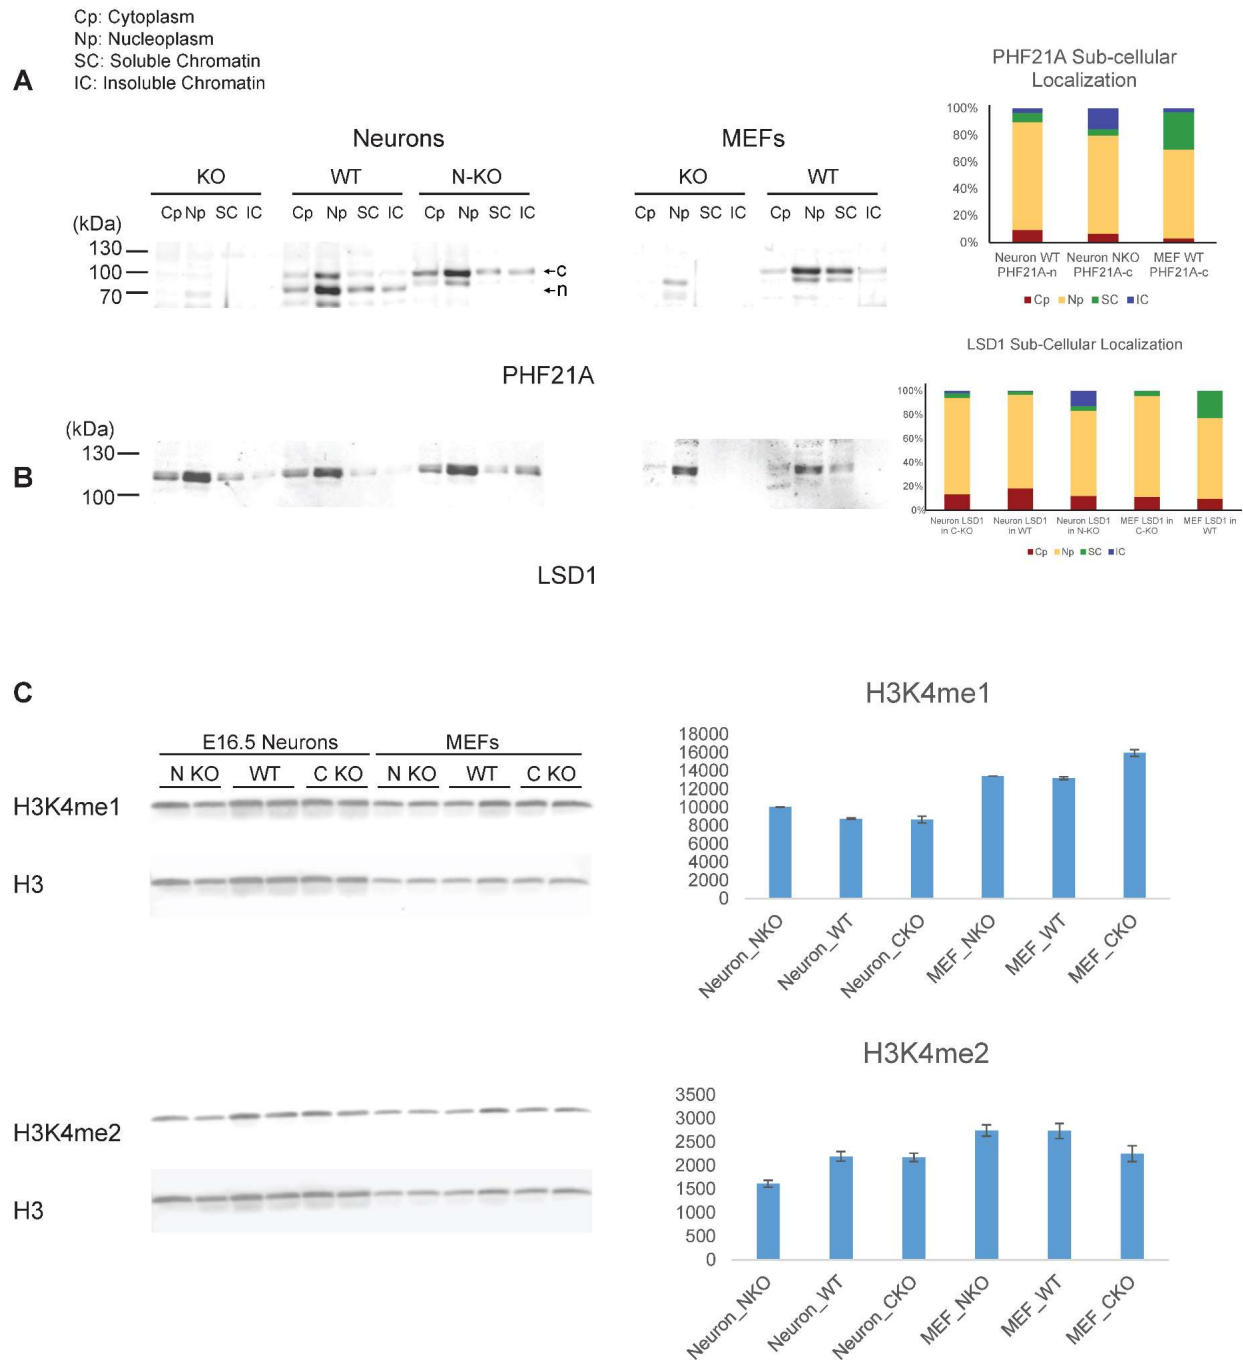 Cp: Cytoplasm
Np: Nucleoplasm
SC: Soluble Chromatin
IC: Insoluble Chromatin
A
Neurons
MEFs
KO WT N-KO
KO WT
Cp Np SC IC Cp Np SC IC Cp Np SC IC
Cp Np SC IC Cp Np SC IC
(kDa)
130
100
70
c
n
PHF21A
PHF21A Sub-cellular
Localization
100%
80%
60%
40%
20%
0%
Neuron WT Neuron NKO MEF WT
PHF21A-n PHF21A-c PHF21A-c
Cp Np SC IC
B
(kDa)
130
100
LSD1
LSD1 Sub-Cellular Localization
100%
80%
60%
40%
20%
0%
Neuron LSD1 Neuron LSD1 Neuron LSD1 MEF LSD1 in MEF LSD1 in
in C-KO in WT in N-KO C-KO WT
Cp Np SC IC
C
E16.5 Neurons MEFs
N KO WT C KO N KO WT C KO
H3K4me1
H3
H3K4me1
18000
16000
14000
12000
10000
8000
6000
4000
2000
0
Neuron_NKO
Neuron_WT
Neuron_CKO
MEF_NKO
MEF_WT
MEF_CKO
H3K4me2
H3
H3K4me2
3500
3000
2500
2000
1500
1000
500
0
Neuron_NKO
Neuron_WT
Neuron_CKO
MEF_NKO
MEF_WT
MEF_CKO